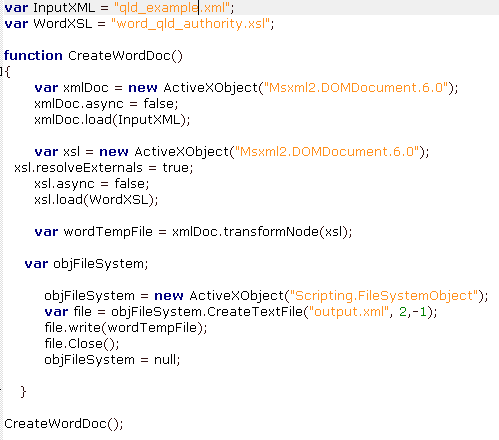 var InputXML = "qld_example.xml";
var WordXSL = "word_qld_authority.xsl";
function CreateWordDoc()
{
var xmlDoc = new ActiveXObject("Msxml2.DOMDocument.6.0");
xmlDoc.async = false;
xmlDoc.load(InputXML);
var xsl = new ActiveXObject("Msxml2.DOMDocument.6.0");
xsl.resolveExternals = true;
xsl.async = false;
xsl.load(WordXSL);
var wordTempFile = xmlDoc.transformNode(xsl);
var objFileSystem;
objFileSystem = new ActiveXObject("Scripting.FileSystemObject");
var file = objFileSystem.CreateTextFile("output.xml", 2,-1);
file.write(wordTempFile);
file.Close();
objFileSystem = null;
}
CreateWordDoc();